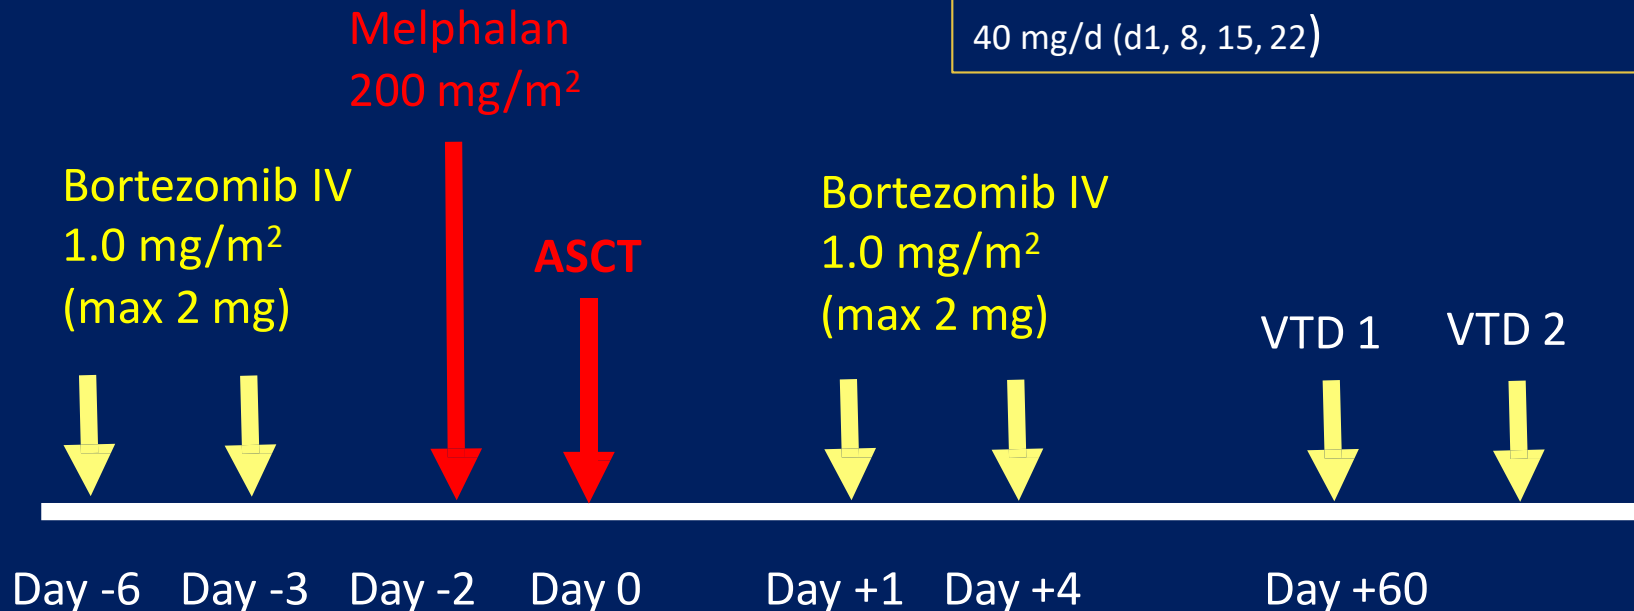 Melphalan
200 mg/m²
40 mg/d (d1, 8, 15, 22)
Bortezomib IV
1.0 mg/m²
(max 2 mg)
ASCT
Bortezomib IV
1.0 mg/m²
(max 2 mg)
VTD 1
VTD 2
Day -6
Day -3
Day -2
Day 0
Day +1
Day +4
Day +60